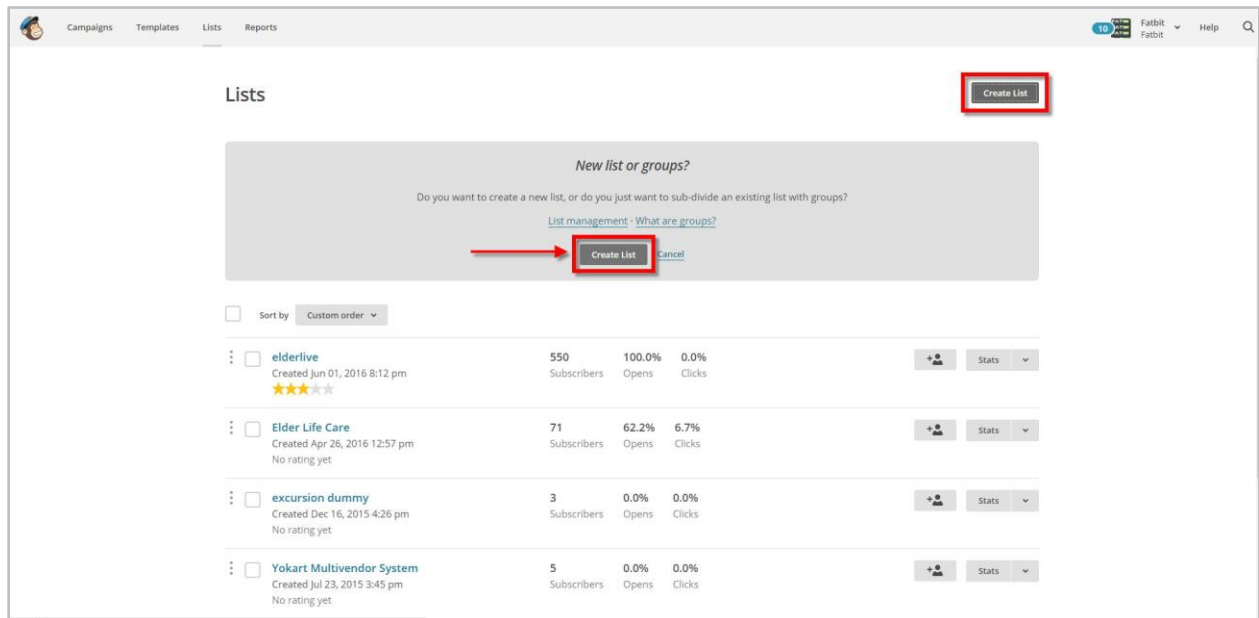 Campaigns Templates Lists Reports 10 Fatbit Help
Fatbit
Lists Create List
New list or groups?
Do you want to create a new list, or do you just want to sub-divide an existing list with groups?
List management · What are groups?
Create List Cancel
Sort by Custom order
elderlive 550 100.0% 0.0% Stats
Created Jun 01, 2016 8:12 pm Subscribers Opens Clicks
Elder Life Care 71 62.2% 6.7% Stats
Created Apr 26, 2016 12:57 pm Subscribers Opens Clicks
No rating yet
excursion dummy 3 0.0% 0.0% Stats
Created Dec 16, 2015 4:26 pm Subscribers Opens Clicks
No rating yet
Yokart Multivendor System 5 0.0% 0.0% Stats
Created Jul 23, 2015 3:45 pm Subscribers Opens Clicks
No rating yet